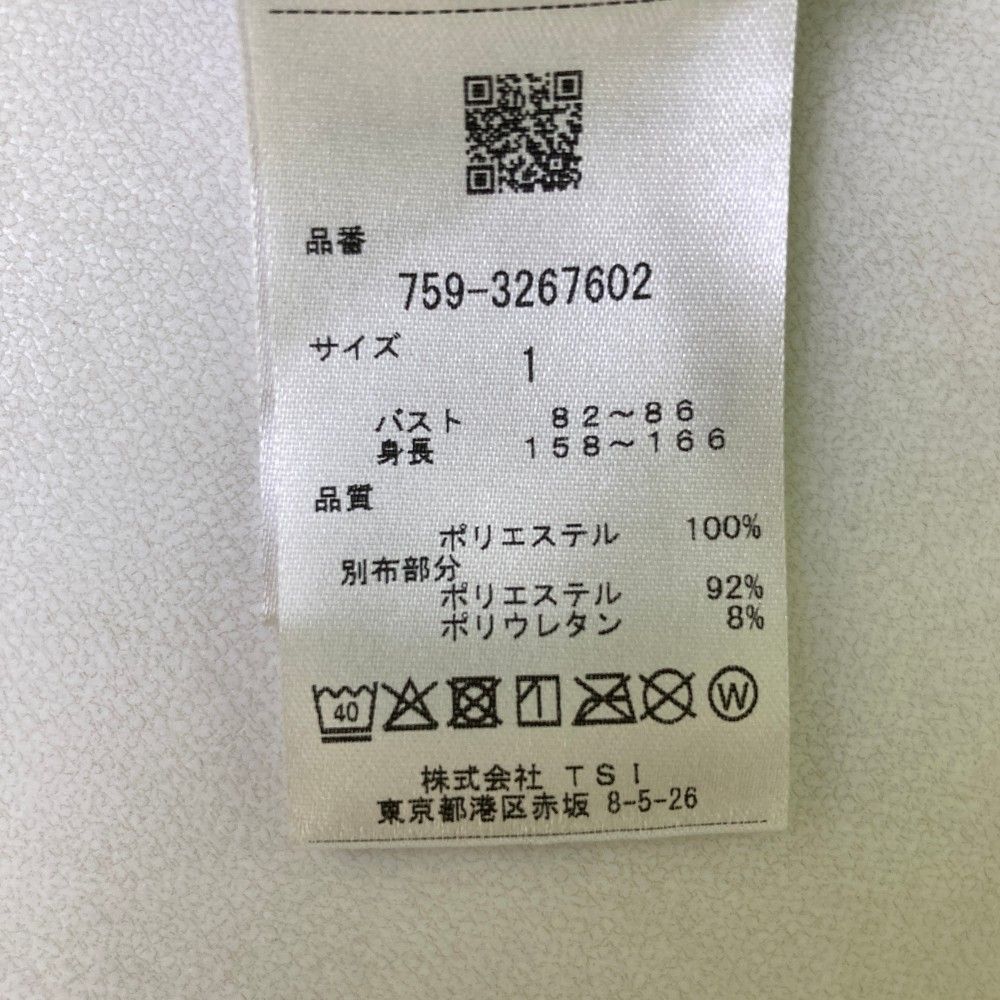 品番
759-3267602
サイズ 1
バスト 82~86
身長 158~166
品質
ポリエステル 100%
別布部分
ポリエステル 92%
ポリウレタン 8%
40 W
株式会社 TSI
東京都港区赤坂 8-5-26